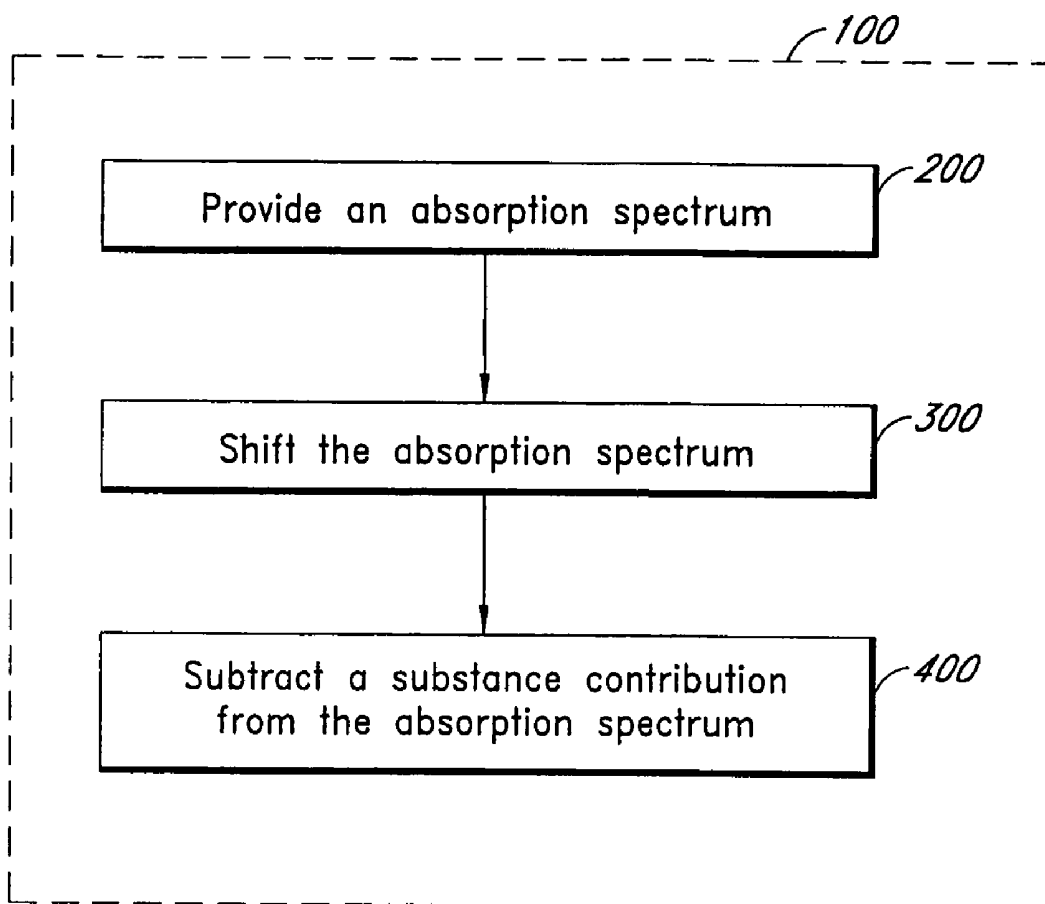 100
200
Provide an absorption spectrum
300
Shift the absorption spectrum
400
Subtract a substance contribution
from the absorption spectrum